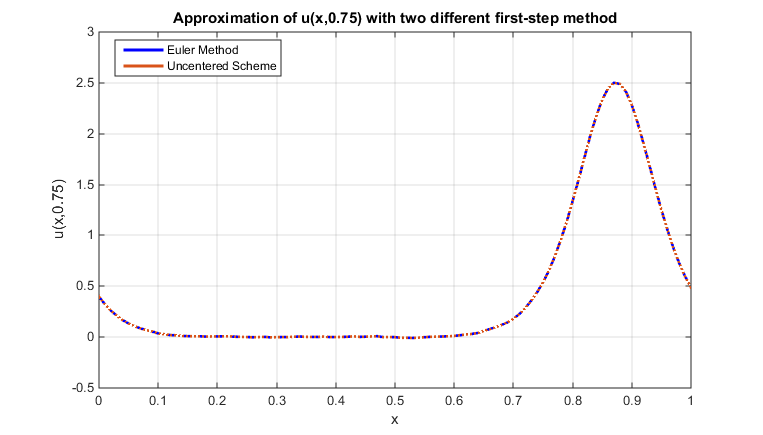 Approximation of u(x,0.75) with two different first-step method
3
Euler Method
Uncentered Scheme
2.5
2
1.5
1
0.5
0
-0.5
u(x,0.75)
0 0.1 0.2 0.3 0.4 0.5 0.6 0.7 0.8 0.9 1
x